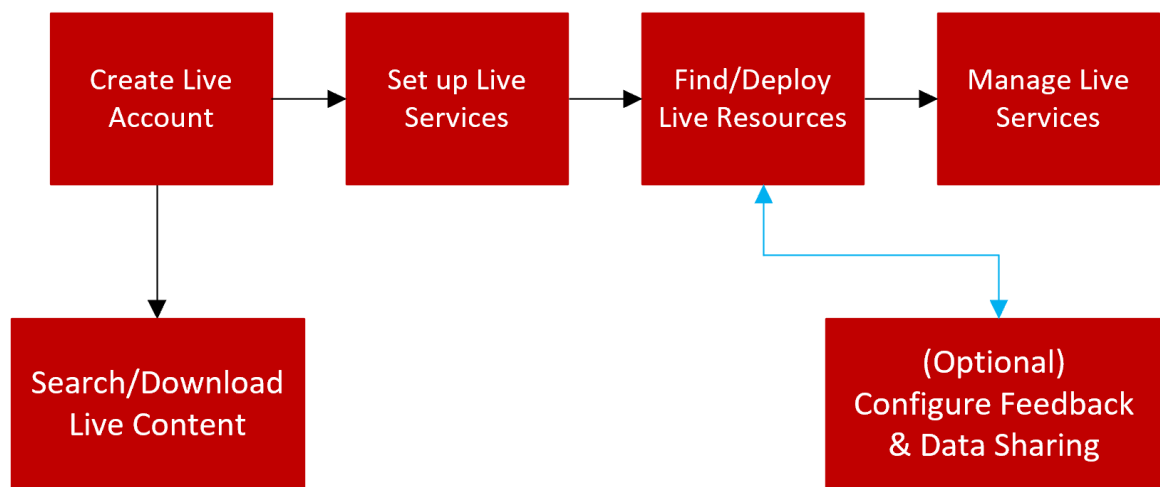 Create Live
Account
Set up Live
Services
Find/Deploy
Live Resources
Manage Live
Services
Search/Download
Live Content
(Optional)
Configure Feedback
& Data Sharing